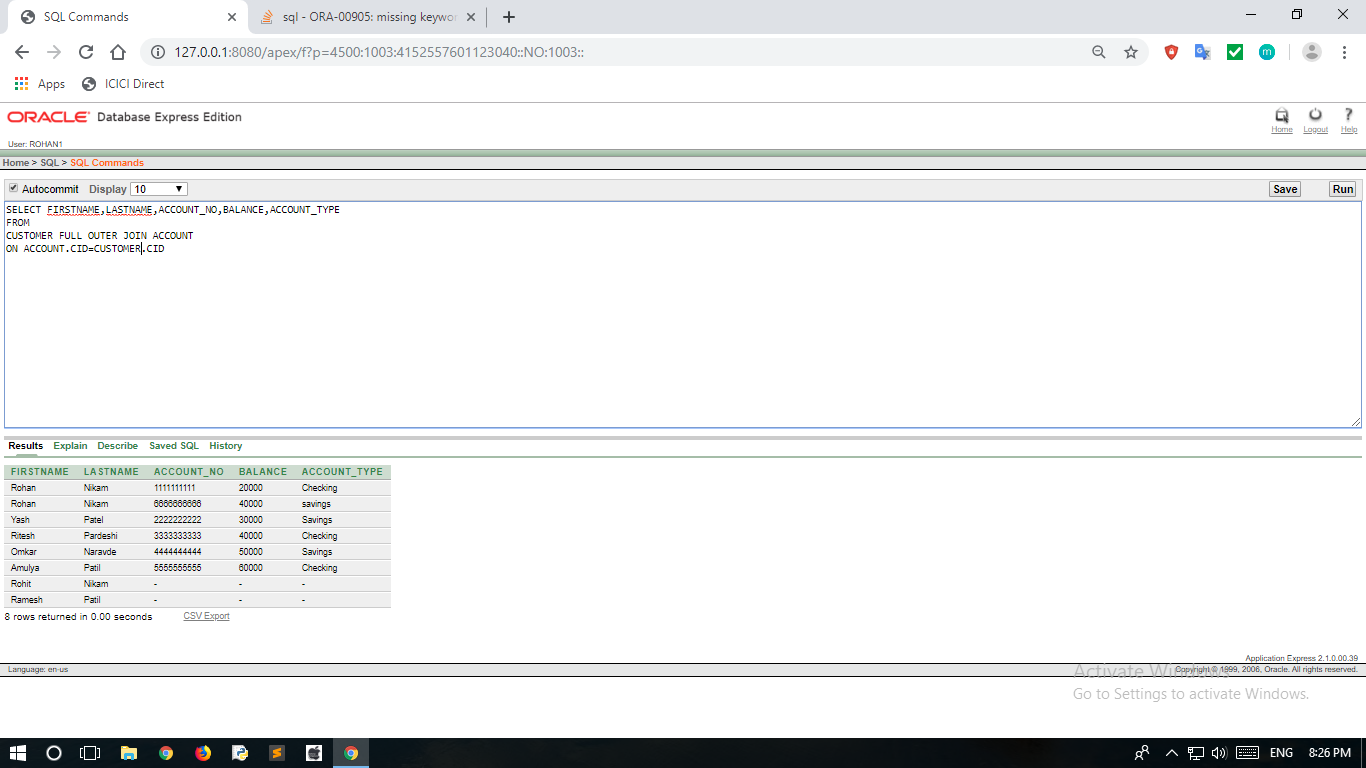 SQL Commands
sql - ORA-00905: missing keywor
127.0.0.1:8080/apex/f?p=4500:1003:4152557601123040::NO:1003::
m
Apps ICICI Direct
ORACLE Database Express Edition
Home Logout Help
User: ROHAN1
Home > SQL > SQL Commands
Autocommit Display 10
Save Run
SELECT FIRSTNAME,LASTNAME,ACCOUNT_NO,BALANCE,ACCOUNT_TYPE
FROM
CUSTOMER FULL OUTER JOIN ACCOUNT
ON ACCOUNT.CID=CUSTOMER.CID
Results Explain Describe Saved SQL History
FIRSTNAME LASTNAME ACCOUNT_NO BALANCE ACCOUNT_TYPE
Rohan Nikam 1111111111 20000 Checking
Rohan Nikam 6666666666 40000 savings
Yash Patel 2222222222 30000 Savings
Ritesh Pardeshi 3333333333 40000 Checking
Omkar Naravde 4444444444 50000 Savings
Amulya Patil 5555555555 60000 Checking
Rohit Nikam - - -
Ramesh Patil - - -
8 rows returned in 0.00 seconds CSV Export
Application Express 2.1.0.00.39
Language: en-us
Copyright © 1999, 2006, Oracle. All rights reserved.
Activate Windows
Go to Settings to activate Windows.
ENG 8:26 PM